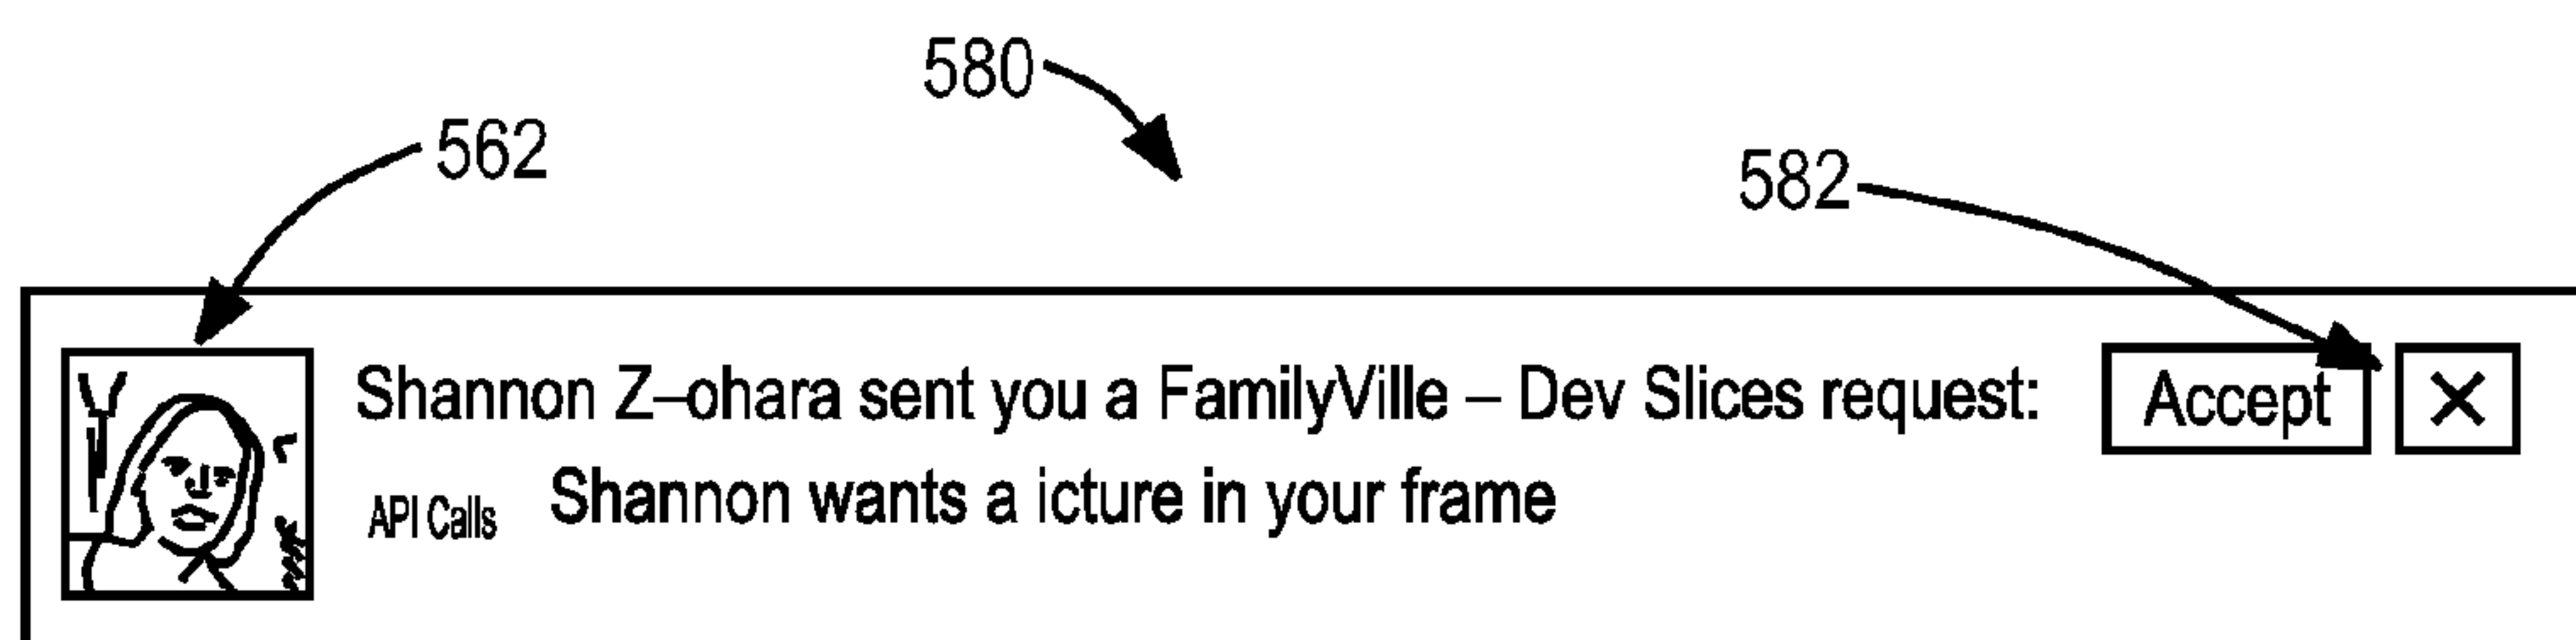 580
562
582
Shannon Z–ohara sent you a FamilyVille – Dev Slices request: Accept ×
API Calls Shannon wants a icture in your frame